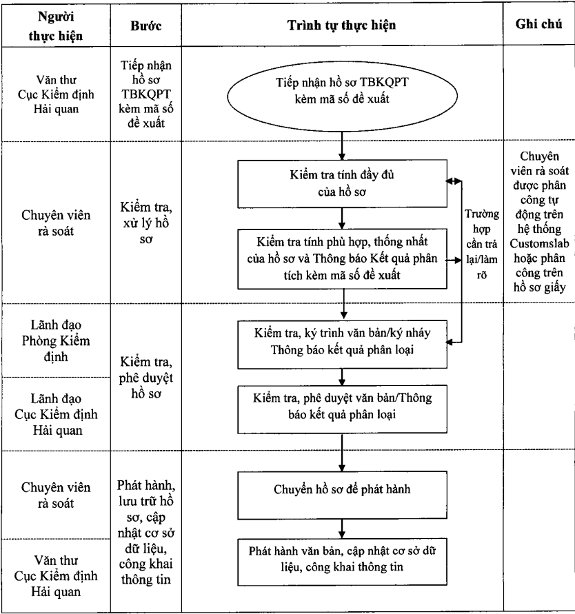 Người
thực hiện
Bước
Trình tự thực hiện
Ghi chú
Văn thư
Cục Kiểm định
Hải quan
Tiếp nhận
hồ sơ
TBKQPT
kèm mã số
đề xuất
Tiếp nhận hồ sơ TBKQPT
kèm mã số đề xuất
Chuyên viên
rà soát
Kiểm tra,
xử lý hồ
sơ
Kiểm tra tính đầy đủ
của hồ sơ
Kiểm tra tính phù hợp, thống nhất
của hồ sơ và Thông báo Kết quả phân
tích kèm mã số đề xuất
Trường
hợp
cần trả
lại/làm
rõ
Chuyên
viên rà soát
được phân
công tự
động trên
hệ thống
Customslab
hoặc phân
công trên
hồ sơ giấy
Lãnh đạo
Phòng Kiểm
định
Kiểm tra,
phê duyệt
hồ sơ
Kiểm tra, ký trình văn bản/ký nháy
Thông báo kết quả phân loại
Lãnh đạo
Cục Kiểm định
Hải quan
Kiểm tra, phê duyệt văn bản/Thông
báo kết quả phân loại
Chuyên viên
rà soát
Phát hành,
lưu trữ hồ
sơ, cập
nhật cơ sở
dữ liệu,
công khai
thông tin
Chuyển hồ sơ để phát hành
Văn thư
Cục Kiểm định
Hải quan
Phát hành văn bản, cập nhật cơ sở dữ
liệu, công khai thông tin